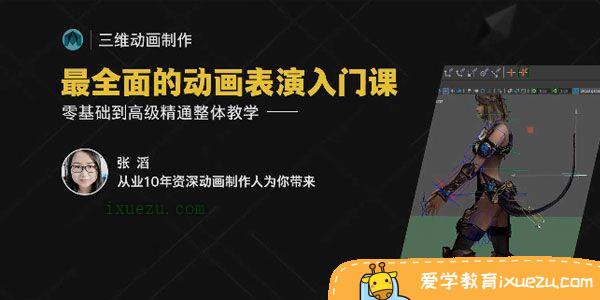 三维动画制作
最全面的动画表演入门课
零基础到高级精通整体教学 ——
张 滔
从业10年资深动画制作人为你带来
ixuezu.com
爱学教育ixuezu.com